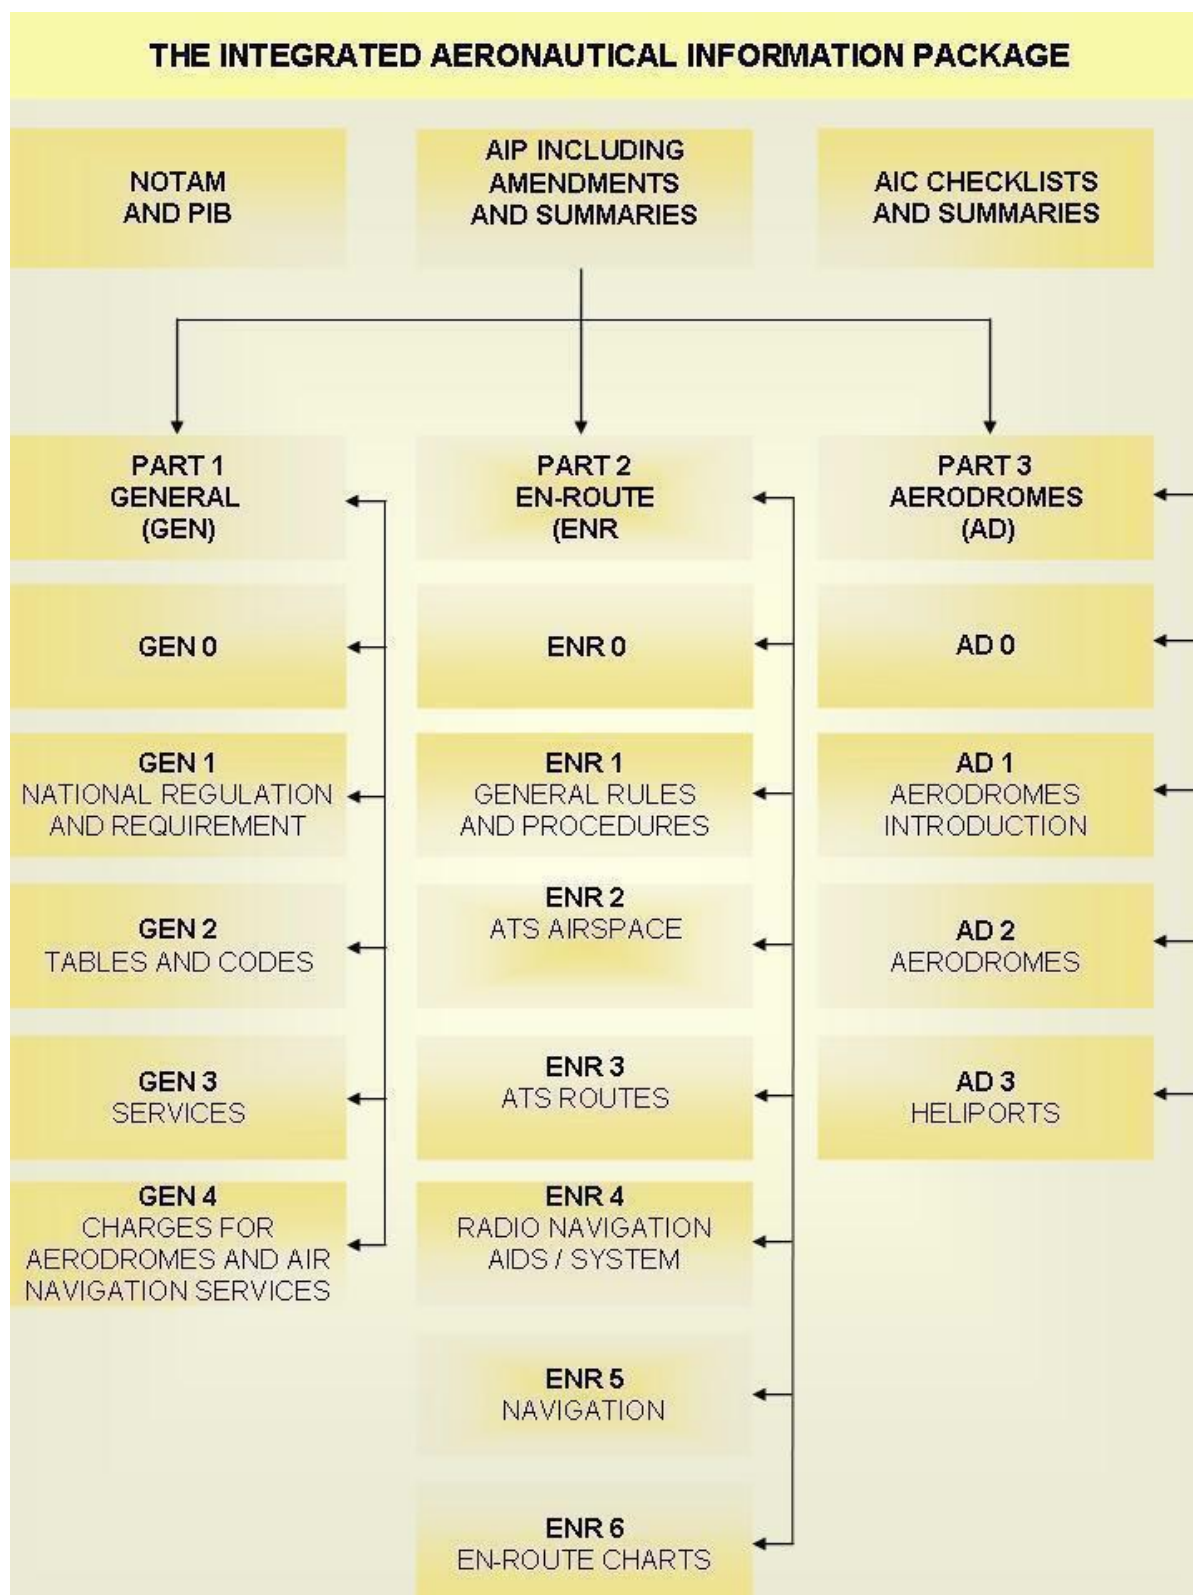 THE INTEGRATED AERONAUTICAL INFORMATION PACKAGE
NOTAM
AND PIB
AIP INCLUDING
AMENDMENTS
AND SUMMARIES
AIC CHECKLISTS
AND SUMMARIES
PART 1
GENERAL
(GEN)
PART 2
EN-ROUTE
(ENR
PART 3
AERODROMES
(AD)
GEN 0
ENR 0
AD 0
GEN 1
NATIONAL REGULATION
AND REQUIREMENT
ENR 1
GENERAL RULES
AND PROCEDURES
AD 1
AERODROMES
INTRODUCTION
GEN 2
TABLES AND CODES
ENR 2
ATS AIRSPACE
AD 2
AERODROMES
GEN 3
SERVICES
ENR 3
ATS ROUTES
AD 3
HELIPORTS
GEN 4
CHARGES FOR
AERODROMES AND AIR
NAVIGATION SERVICES
ENR 4
RADIO NAVIGATION
AIDS / SYSTEM
ENR 5
NAVIGATION
ENR 6
EN-ROUTE CHARTS